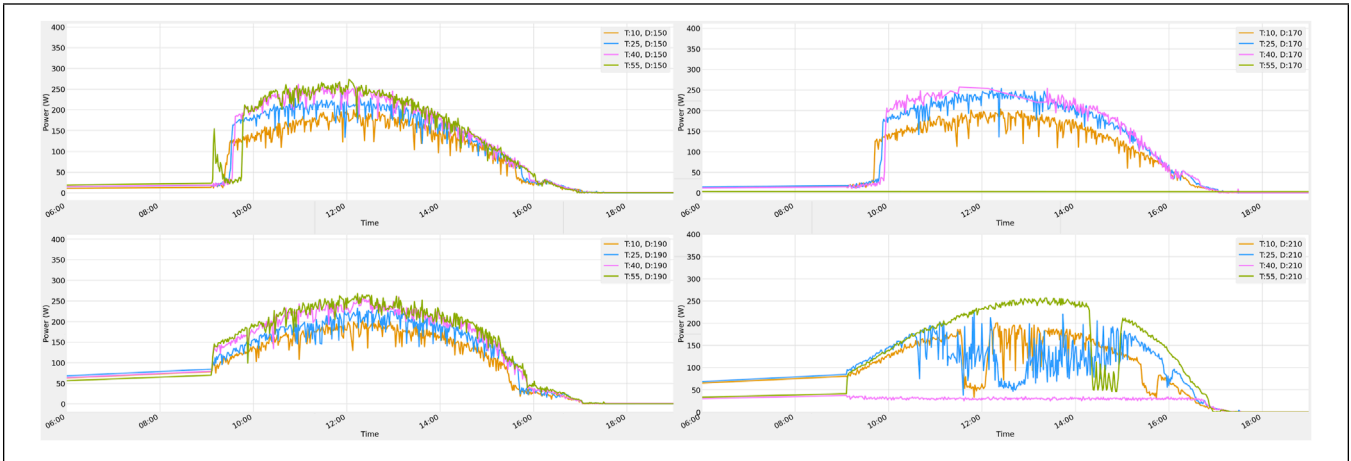 400
350
300
250
200
150
100
50
0
Power (W)
06:00 08:00 10:00 12:00 14:00 16:00 18:00
Time
T:10, D:150
T:25, D:150
T:40, D:150
T:55, D:150
400
350
300
250
200
150
100
50
0
Power (W)
06:00 08:00 10:00 12:00 14:00 16:00 18:00
Time
T:10, D:170
T:25, D:170
T:40, D:170
T:55, D:170
400
350
300
250
200
150
100
50
0
Power (W)
06:00 08:00 10:00 12:00 14:00 16:00 18:00
Time
T:10, D:190
T:25, D:190
T:40, D:190
T:55, D:190
400
350
300
250
200
150
100
50
0
Power (W)
06:00 08:00 10:00 12:00 14:00 16:00 18:00
Time
T:10, D:210
T:25, D:210
T:40, D:210
T:55, D:210